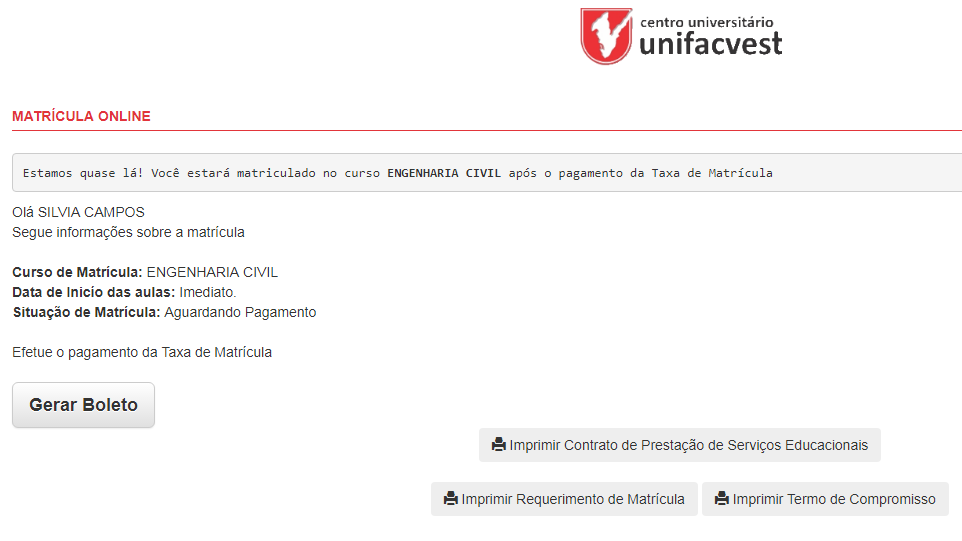 centro universitário
unifacvest
MATRÍCULA ONLINE
Estamos quase lá! Você estará matriculado no curso ENGENHARIA CIVIL após o pagamento da Taxa de Matrícula
Olá SILVIA CAMPOS
Segue informações sobre a matrícula
Curso de Matrícula: ENGENHARIA CIVIL
Data de Inicio das aulas: Imediato.
Situação de Matrícula: Aguardando Pagamento
Efetue o pagamento da Taxa de Matrícula
Gerar Boleto
Imprimir Contrato de Prestação de Serviços Educacionais
Imprimir Requerimento de Matrícula
Imprimir Termo de Compromisso